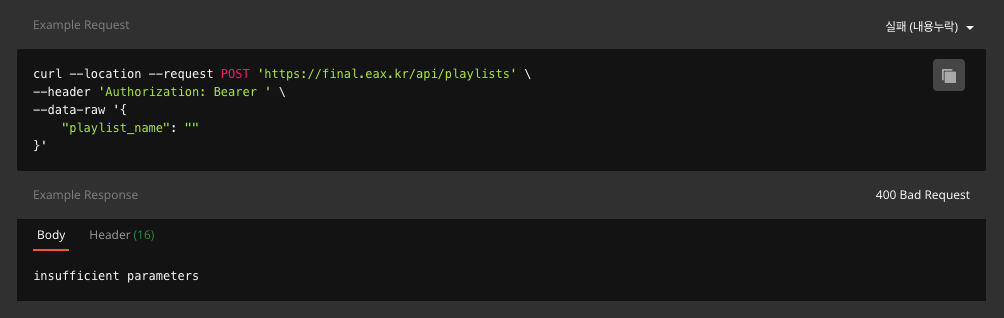 Example Request
실패 (내용누락)
curl --location --request POST 'https://final.eax.kr/api/playlists' \
--header 'Authorization: Bearer ' \
--data-raw '{
    "playlist_name": ""
}'
Example Response
400 Bad Request
Body Header (16)
insufficient parameters